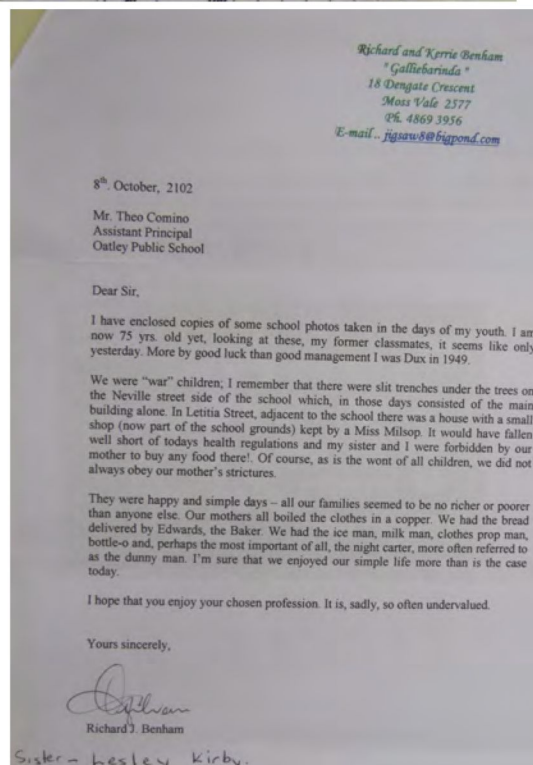 Richard and Kerrie Benham
"Galliebarinda"
18 Dengate Crescent
Moss Vale 2577
Ph. 4869 3956
E-mail .. jigsaw8@bigpond.com
8th. October, 2102
Mr. Theo Comino
Assistant Principal
Oatley Public School
Dear Sir,
I have enclosed copies of some school photos taken in the days of my youth. I am
now 75 yrs. old yet, looking at these, my former classmates, it seems like only
yesterday. More by good luck than good management I was Dux in 1949.
We were "war" children; I remember that there were slit trenches under the trees on
the Neville street side of the school which, in those days consisted of the main
building alone. In Letitia Street, adjacent to the school there was a house with a small
shop (now part of the school grounds) kept by a Miss Milsop. It would have fallen
well short of todays health regulations and my sister and I were forbidden by our
mother to buy any food there!. Of course, as is the wont of all children, we did not
always obey our mother's strictures.
They were happy and simple days – all our families seemed to be no richer or poorer
than anyone else. Our mothers all boiled the clothes in a copper. We had the bread
delivered by Edwards, the Baker. We had the ice man, milk man, clothes prop man,
bottle-o and, perhaps the most important of all, the night carter, more often referred to
as the dunny man. I'm sure that we enjoyed our simple life more than is the case
today.
I hope that you enjoy your chosen profession. It is, sadly, so often undervalued.
Yours sincerely,
Richard J. Benham
Sister - Lesley Kirby.